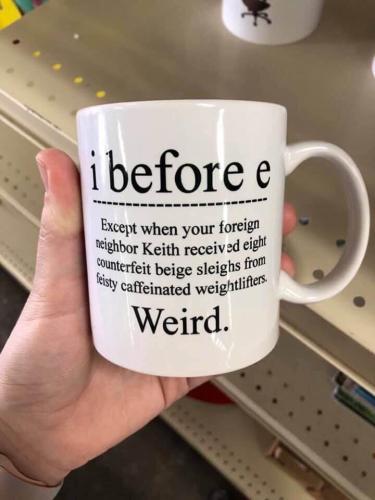 i before e
Except when your foreign
neighbor Keith received eight
counterfeit beige sleighs from
feisty caffeinated weightlifters.
Weird.